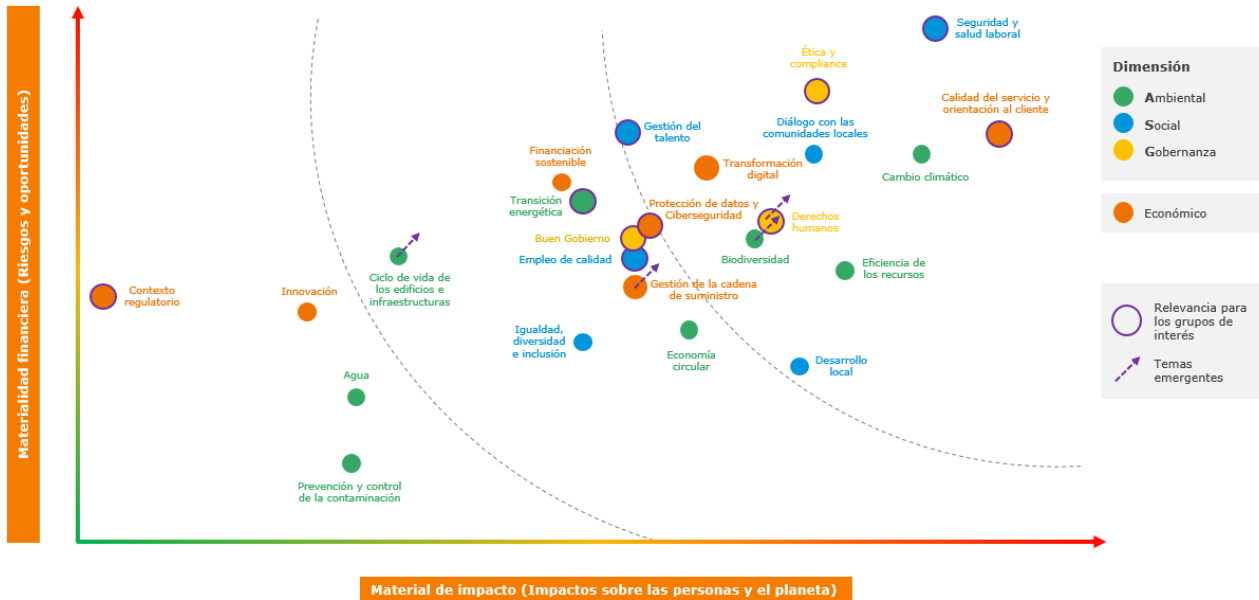 Materialidad financiera (Riesgos y oportunidades)
Seguridad y
salud laboral
Ética y
compliance
Calidad del servicio y
orientación al cliente
Gestión del
talento
Diálogo con las
comunidades locales
Financiación
sostenible
Transformación
digital
Cambio climático
Transición
energética
Protección de datos y
Ciberseguridad
Derechos
humanos
Buen Gobierno
Empleo de calidad
Biodiversidad
Eficiencia de
los recursos
Ciclo de vida de
los edificios e
infraestructuras
Gestión de la cadena
de suministro
Contexto
regulatorio
Innovación
Igualdad,
diversidad
e inclusión
Economía
circular
Desarrollo
local
Agua
Prevención y control
de la contaminación
Material de impacto (Impactos sobre las personas y el planeta)
Dimensión
Ambiental
Social
Gobernanza
Económico
Relevancia para
los grupos de
interés
Temas
emergentes